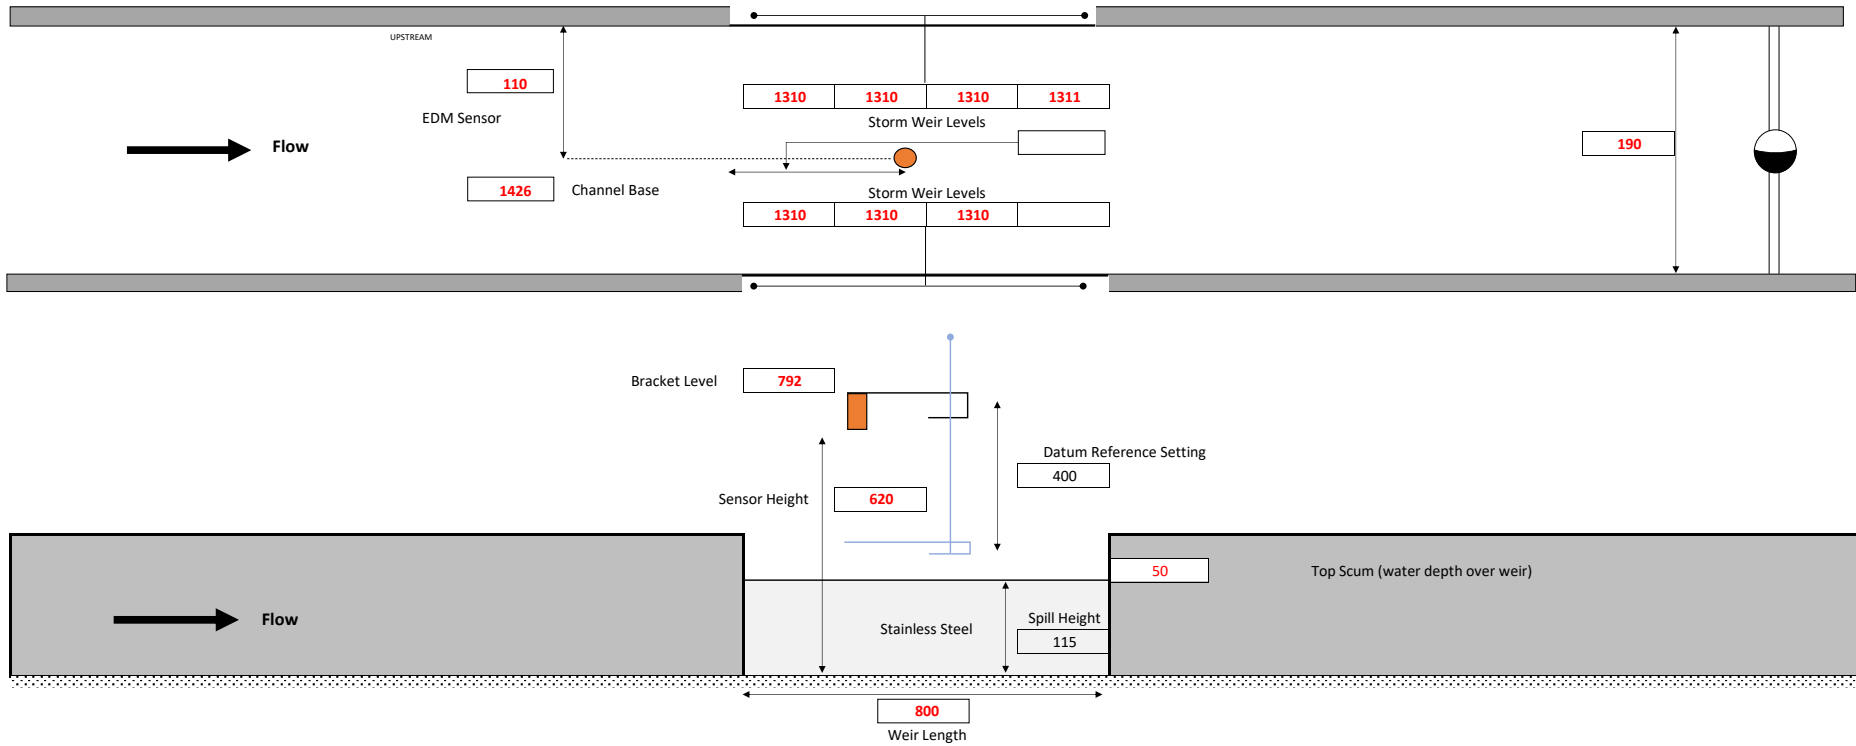 UPSTREAM
110
1310 1310 1310 1311
EDM Sensor
Storm Weir Levels
Flow
190
1426
Channel Base
Storm Weir Levels
1310 1310 1310
Bracket Level
792
Datum Reference Setting
400
Sensor Height
620
50
Top Scum (water depth over weir)
Flow
Stainless Steel
Spill Height
115
800
Weir Length